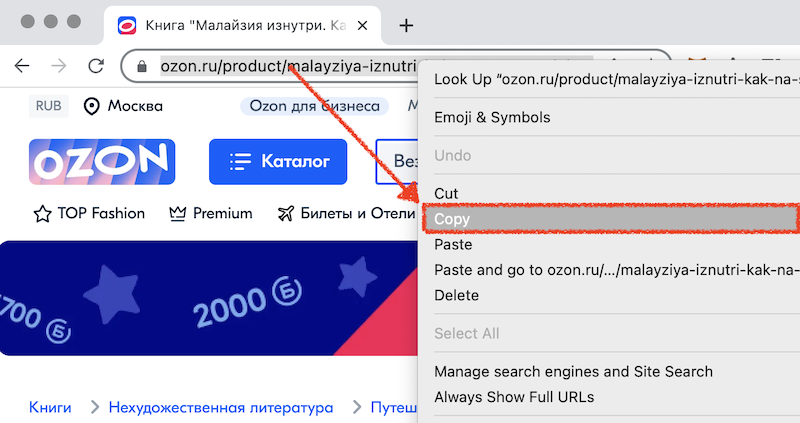 Книга "Малайзия изнутри. Ка
ozon.ru/product/malayziya-iznutri
Look Up “ozon.ru/product/malayziya-iznutri-kak-na-s
RUB Москва Ozon для бизнеса М
Emoji & Symbols
Undo
OZON Каталог Вез
Cut
TOP Fashion Premium Билеты и Отели
Copy
Paste
Paste and go to ozon.ru/.../malayziya-iznutri-kak-na-
Delete
700 Б 2000 Б
Select All
Manage search engines and Site Search
Always Show Full URLs
Книги Нехудожественная литература Путеш